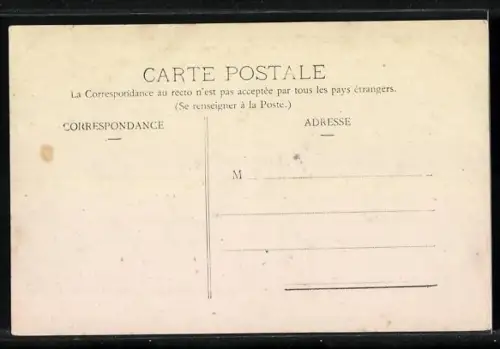 CARTE POSTALE
La Correspondance au recto n'est pas acceptée par tous les pays étrangers.
(Se renseigner à la Poste.)
CORRESPONDANCE
ADRESSE
M